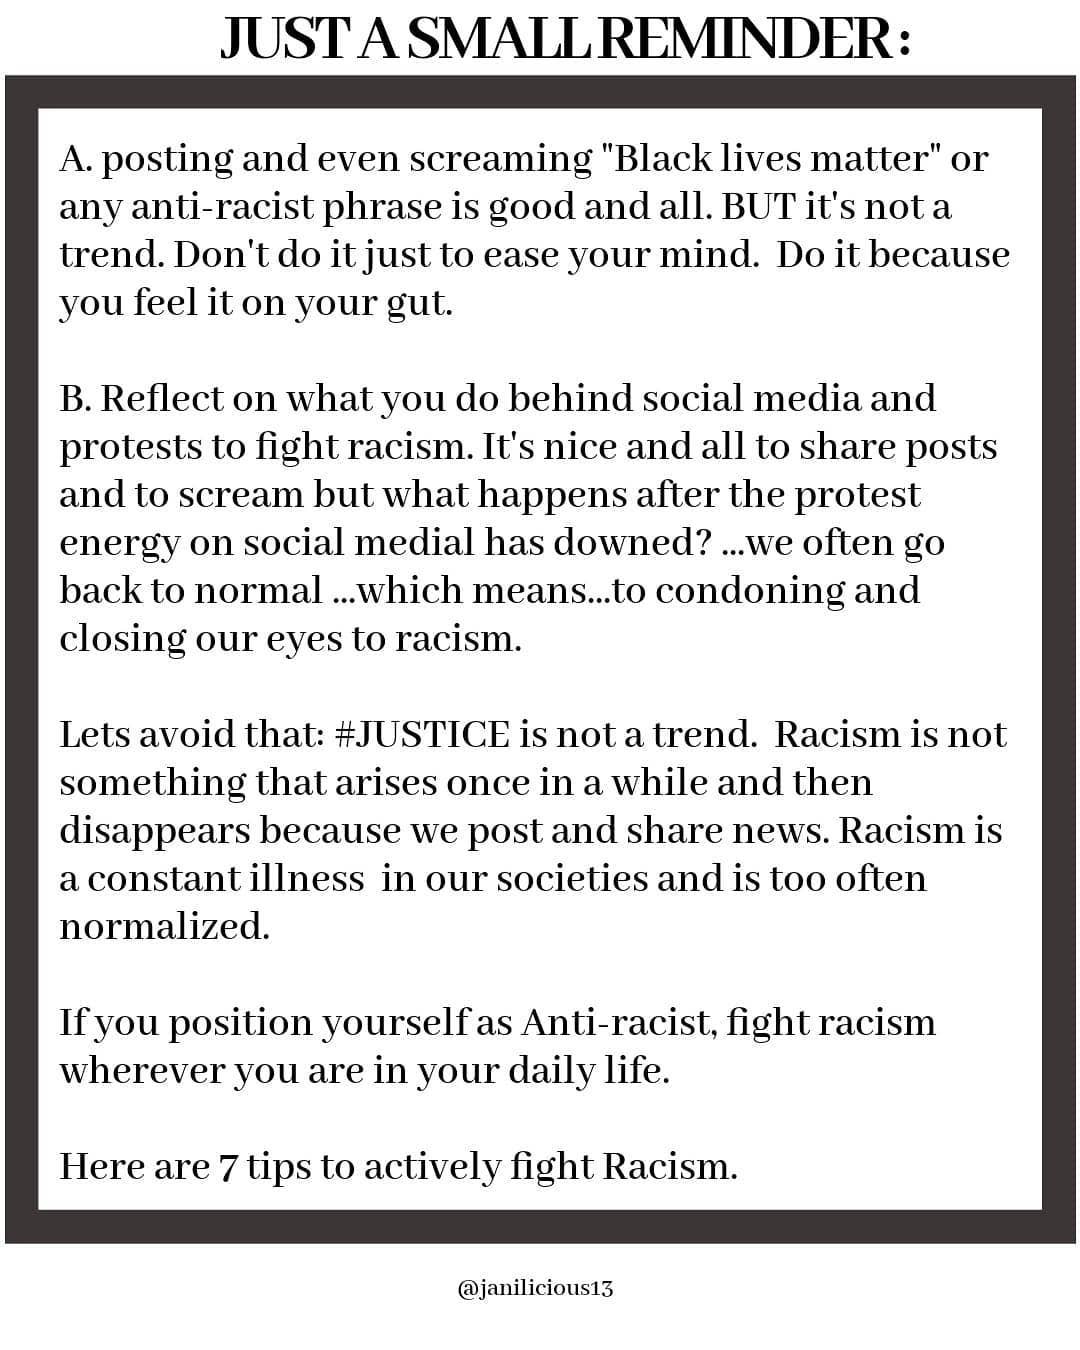 JUST A SMALL REMINDER:
A. posting and even screaming "Black lives matter" or
any anti-racist phrase is good and all. BUT it's not a
trend. Don't do it just to ease your mind.  Do it because
you feel it on your gut.
B. Reflect on what you do behind social media and
protests to fight racism. It's nice and all to share posts
and to scream but what happens after the protest
energy on social medial has downed? ...we often go
back to normal ...which means...to condoning and
closing our eyes to racism.
Lets avoid that: #JUSTICE is not a trend.  Racism is not
something that arises once in a while and then
disappears because we post and share news. Racism is
a constant illness  in our societies and is too often
normalized.
If you position yourself as Anti-racist, fight racism
wherever you are in your daily life.
Here are 7 tips to actively fight Racism.
@janilicious13